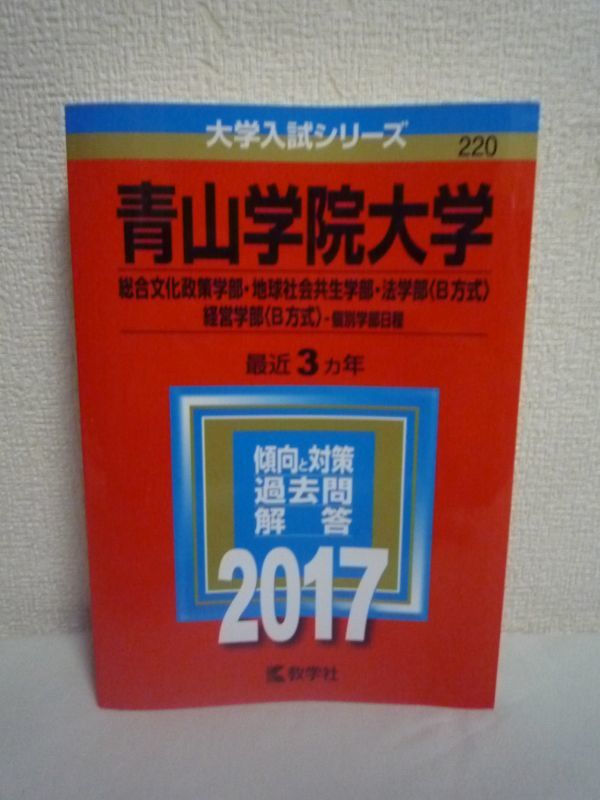 大学入試シリーズ
220
青山学院大学
総合文化政策学部・地球社会共生学部・法学部〈B方式〉
経営学部〈B方式〉-個別学部日程
最近3カ年
傾向と対策
過去問
解答
2017
教学社